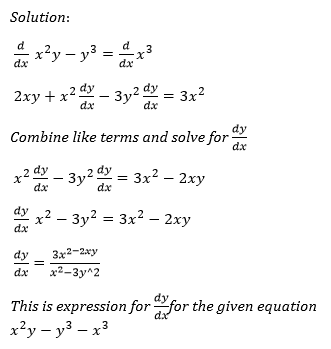 Solution:
d/dx x²y − y³ = d/dx x³
2xy + x² dy/dx − 3y² dy/dx = 3x²
Combine like terms and solve for dy/dx
x² dy/dx − 3y² dy/dx = 3x² − 2xy
dy/dx x² − 3y² = 3x² − 2xy
dy/dx = 3x²−2xy / x²−3y^2
This is expression for dy/dx for the given equation
x²y − y³ − x³